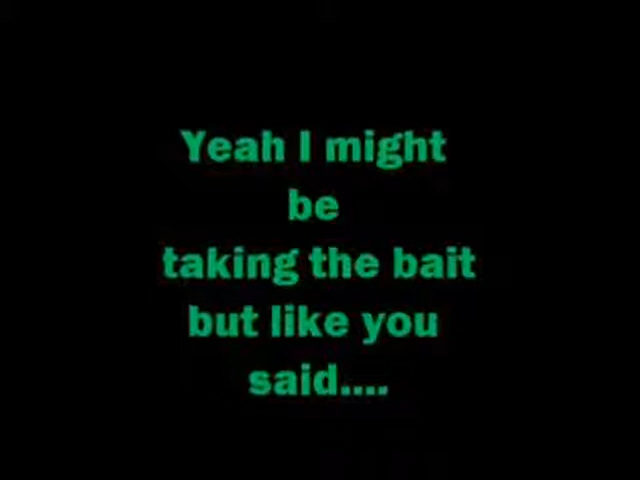 Yeah I might
be
taking the bait
but like you
said....